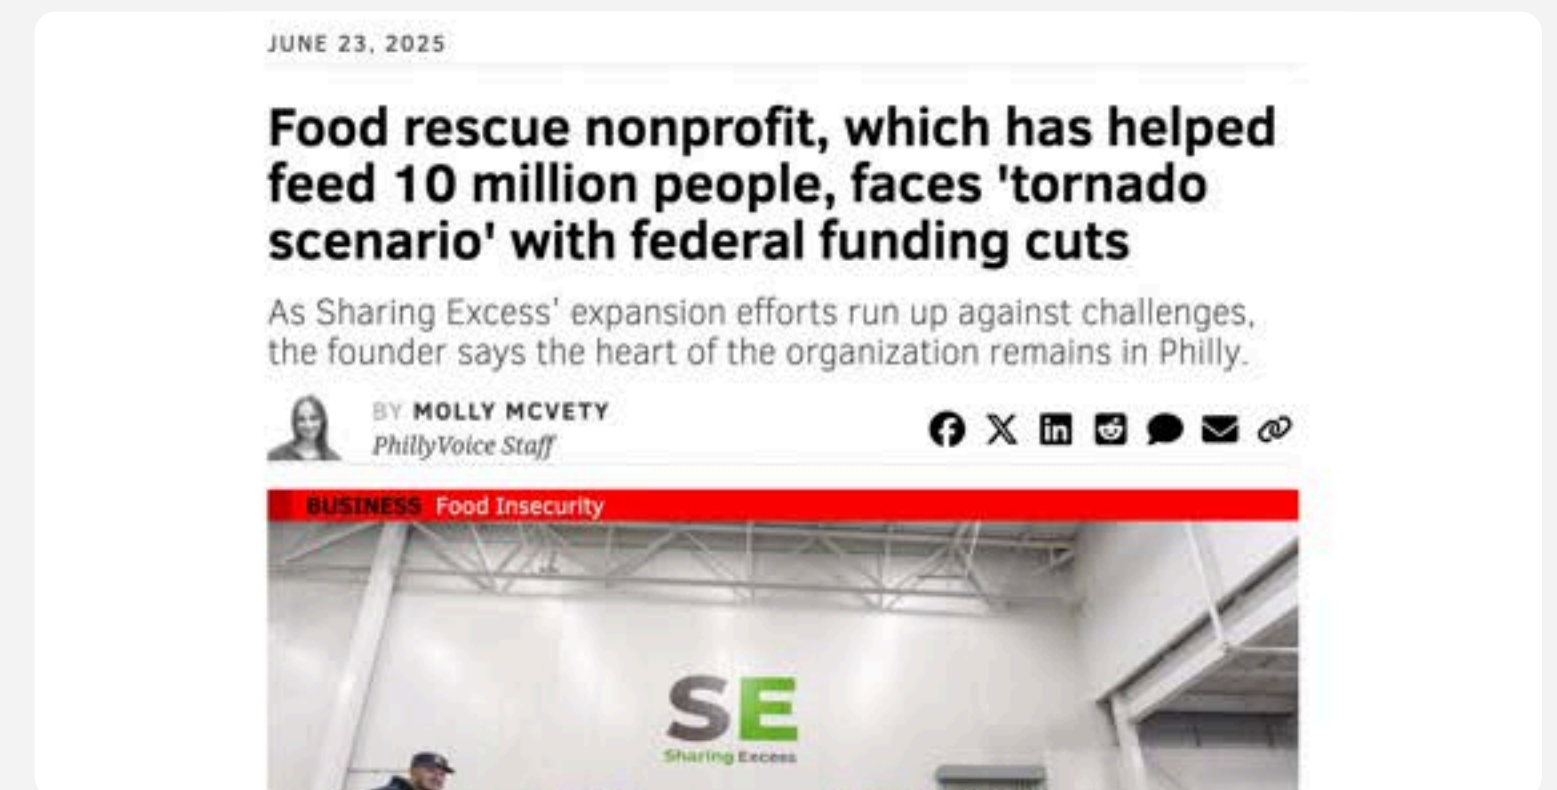 JUNE 23, 2025
Food rescue nonprofit, which has helped
feed 10 million people, faces 'tornado
scenario' with federal funding cuts
As Sharing Excess' expansion efforts run up against challenges,
the founder says the heart of the organization remains in Philly.
BY MOLLY MCVETY
PhillyVoice Staff
BUSINESS Food Insecurity
SE
Sharing Excess